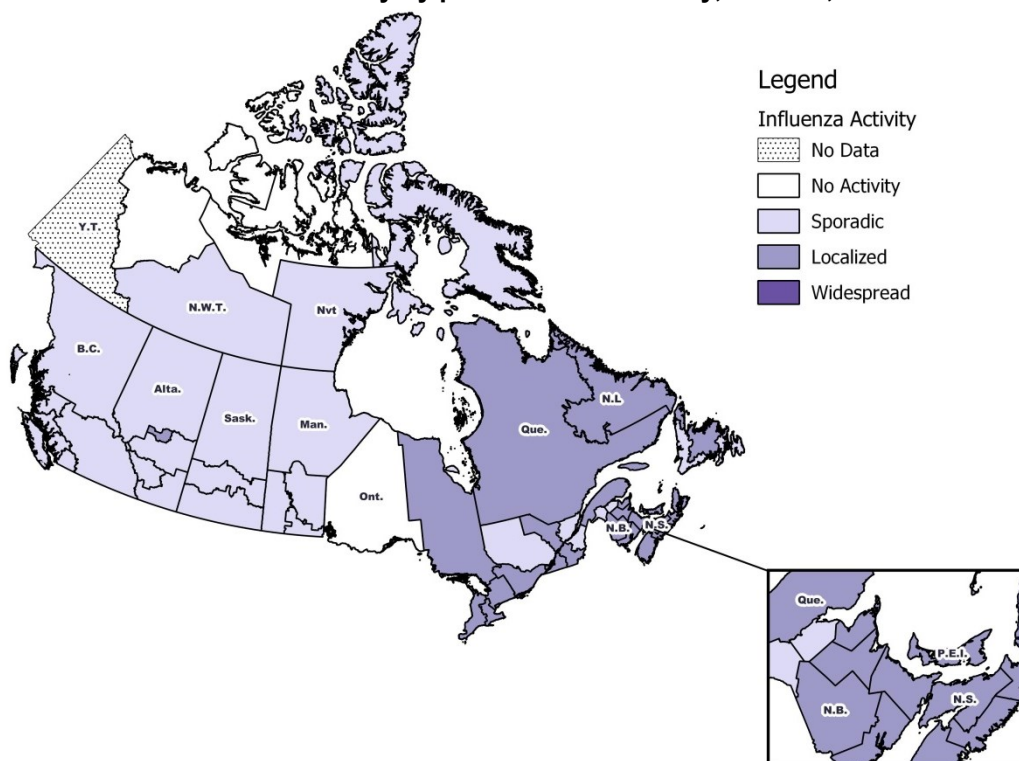 Legend
Influenza Activity
No Data
No Activity
Sporadic
Localized
Widespread
Y.T.
N.W.T.
Nvt
B.C.
Alta.
Sask.
Man.
Ont.
Que.
N.L
N.B.
N.S.
Que.
P.E.I.
N.B.
N.S.